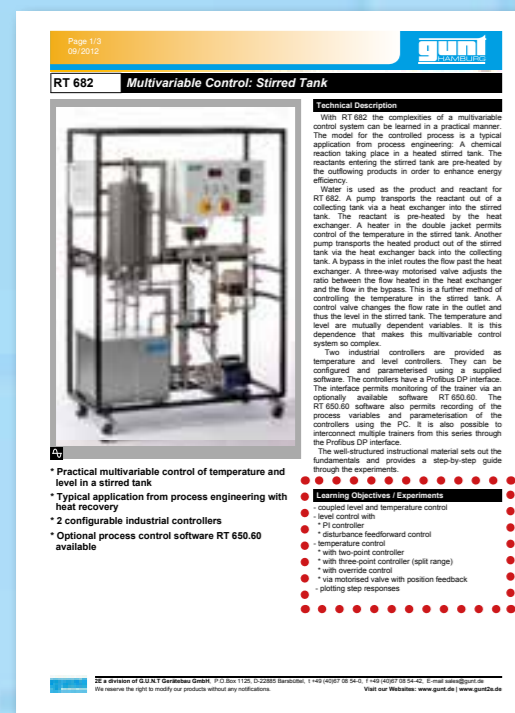 Page 1/3
09/2012
gunt
HAMBURG
RT 682
Multivariable Control: Stirred Tank
Technical Description
With RT 682 the complexities of a multivariable
control system can be learned in a practical manner.
The model for the controlled process is a typical
application from process engineering: A chemical
reaction taking place in a heated stirred tank. The
reactants entering the stirred tank are pre-heated by
the outflowing products in order to enhance energy
efficiency.
Water is used as the product and reactant for
RT 682. A pump transports the reactant out of a
collecting tank via a heat exchanger into the stirred
tank. The reactant is pre-heated by the heat
exchanger. A heater in the double jacket permits
control of the temperature in the stirred tank. Another
pump transports the heated product out of the stirred
tank via the heat exchanger back into the collecting
tank. A bypass in the inlet routes the flow past the heat
exchanger. A three-way motorised valve adjusts the
ratio between the flow heated in the heat exchanger
and the flow in the bypass. This is a further method of
controlling the temperature in the stirred tank. A
control valve changes the flow rate in the outlet and
thus the level in the stirred tank. The temperature and
level are mutually dependent variables. It is this
dependence that makes this multivariable control
system so complex.
Two industrial controllers are provided as
temperature and level controllers. They can be
configured and parameterised using a supplied
software. The controllers have a Profibus DP interface.
The interface permits monitoring of the trainer via an
optionally available software RT 650.60. The
RT 650.60 software also permits recording of the
process variables and parameterisation of the
controllers using the PC. It is also possible to
interconnect multiple trainers from this series through
the Profibus DP interface.
The well-structured instructional material sets out the
fundamentals and provides a step-by-step guide
through the experiments.
* Practical multivariable control of temperature and
level in a stirred tank
* Typical application from process engineering with
heat recovery
* 2 configurable industrial controllers
* Optional process control software RT 650.60
available
Learning Objectives / Experiments
- coupled level and temperature control
- level control with
* PI controller
* disturbance feedforward control
- temperature control
* with two-point controller
* with three-point controller (split range)
* with override control
* via motorised valve with position feedback
- plotting step responses
2E a division of G.U.N.T Gerätebau GmbH, P.O.Box 1125, D-22885 Barsbüttel, t +49 (40)67 08 54-0, f +49 (40)67 08 54-42, E-mail sales@gunt.de
We reserve the right to modify our products without any notifications.
Visit our Websites: www.gunt.de | www.gunt2e.de